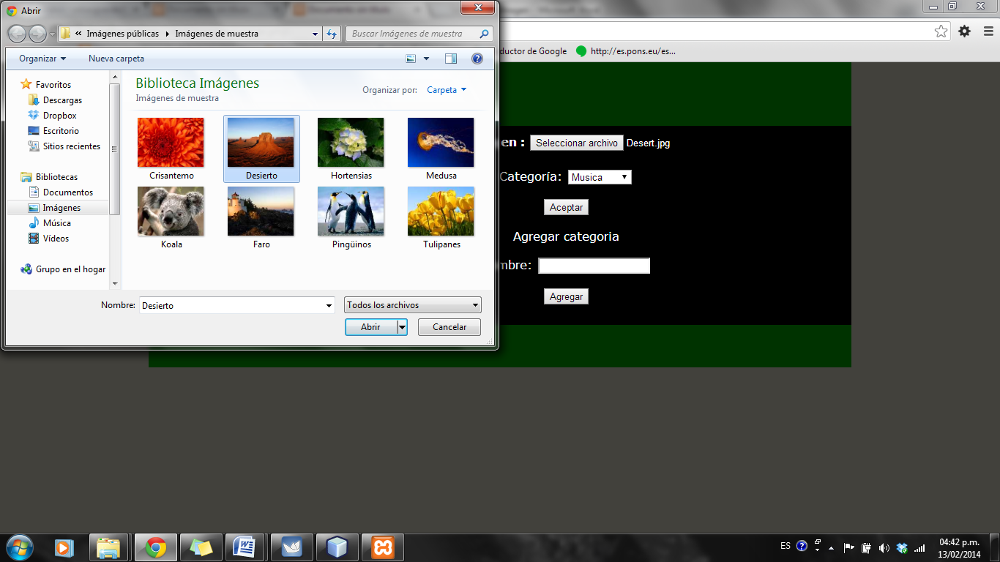 Abrir
« Imágenes públicas Imágenes de muestra
Buscar Imágenes de muestra
Organizar Nueva carpeta
Favoritos
Descargas
Dropbox
Escritorio
Sitios recientes
Bibliotecas
Documentos
Imágenes
Música
Vídeos
Grupo en el hogar
Biblioteca Imágenes
Imágenes de muestra
Organizar por: Carpeta
Crisantemo Desierto Hortensias Medusa
Koala Faro Pingüinos Tulipanes
Nombre: Desierto Todos los archivos
Abrir Cancelar
ductor de Google http://es.pons.eu/es...
en : Seleccionar archivo Desert.jpg
Categoría: Musica
Aceptar
Agregar categoria
mbre:
Agregar
ES 04:42 p.m.
13/02/2014